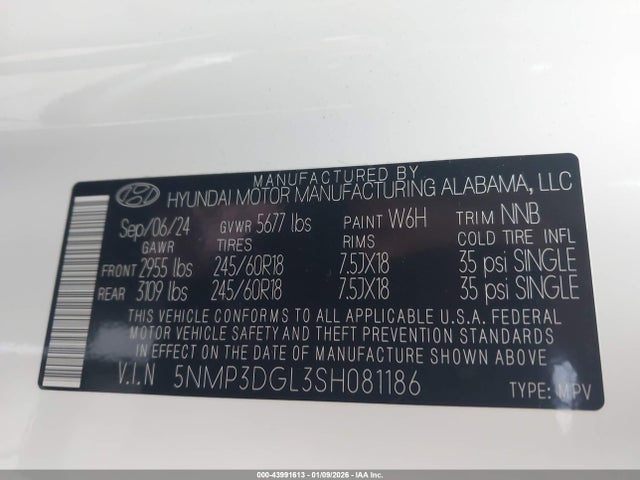 MANUFACTURED BY
HYUNDAI MOTOR MANUFACTURING ALABAMA, LLC
Sep/06/24 GVWR 5677 lbs PAINT W6H TRIM NNB
GAWR TIRES RIMS COLD TIRE INFL
FRONT 2955 lbs 245/60R18 7.5JX18 35 psi SINGLE
REAR 3109 lbs 245/60R18 7.5JX18 35 psi SINGLE
THIS VEHICLE CONFORMS TO ALL APPLICABLE U.S.A. FEDERAL
MOTOR VEHICLE SAFETY AND THEFT PREVENTION STANDARDS
IN EFFECT ON THE DATE OF MANUFACTURE SHOWN ABOVE.
V.I.N 5NMP3DGL3SH081186 TYPE: MPV
000-43991613 - 01/09/2026 - IAA Inc.